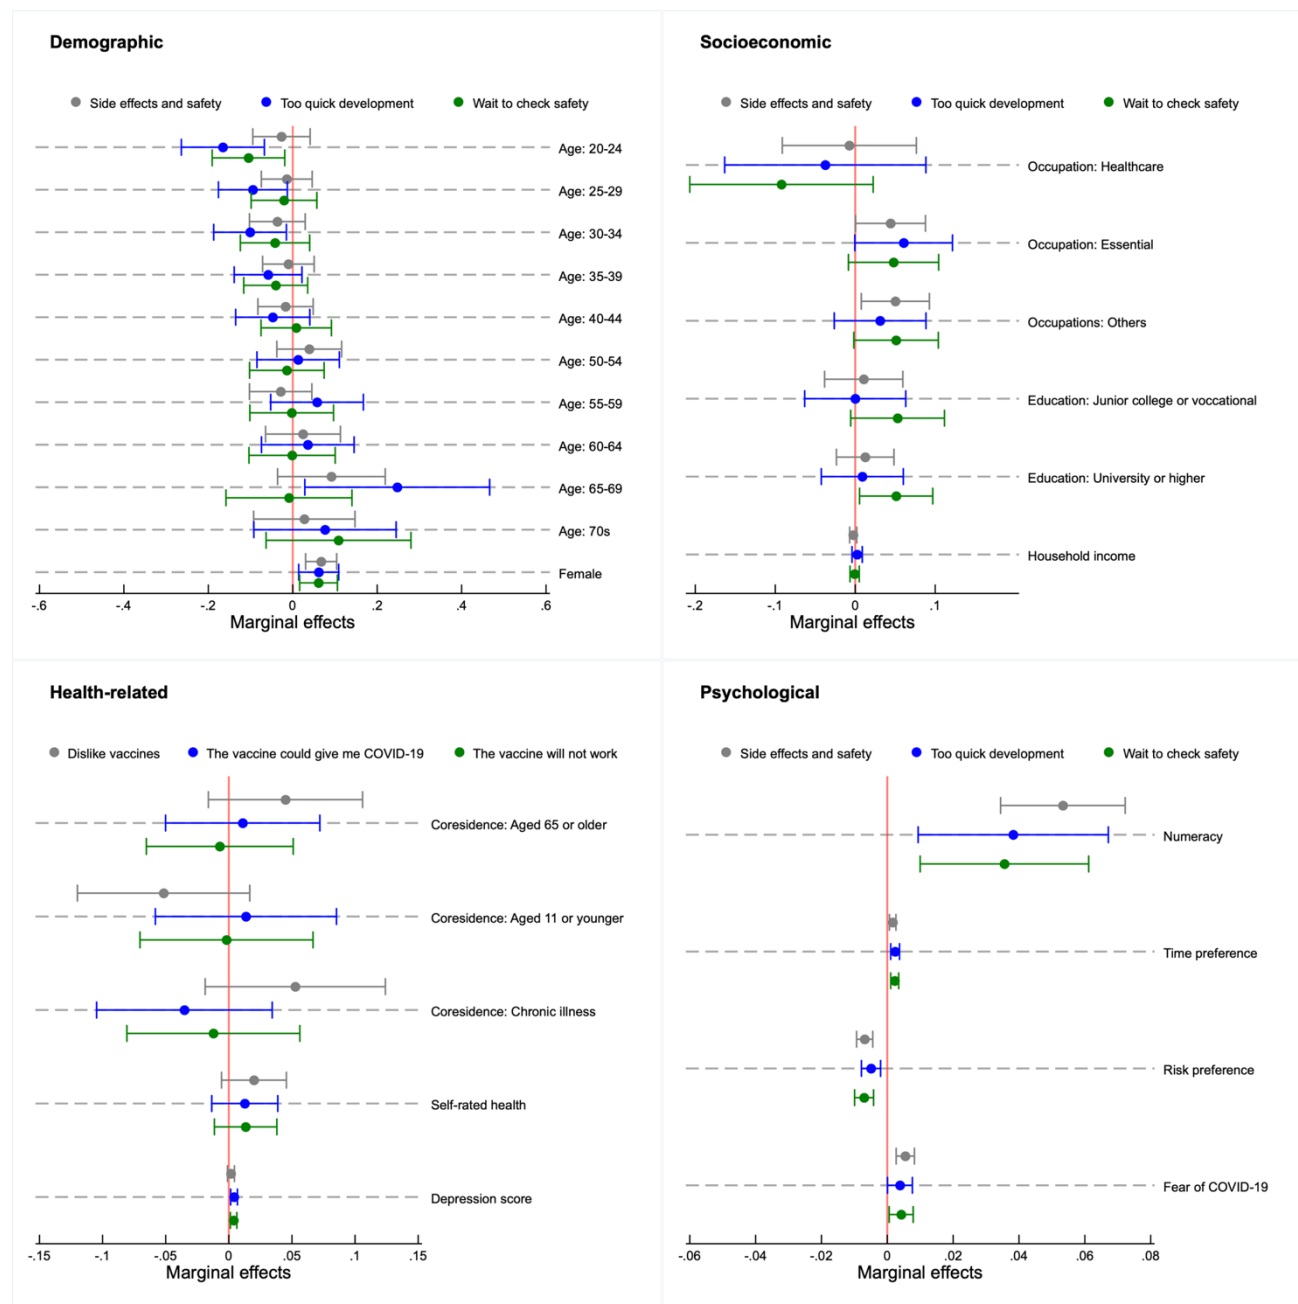 Demographic
Side effects and safety Too quick development Wait to check safety
Age: 20-24
Age: 25-29
Age: 30-34
Age: 35-39
Age: 40-44
Age: 50-54
Age: 55-59
Age: 60-64
Age: 65-69
Age: 70s
Female
-.6 -.4 -.2 0 .2 .4 .6
Marginal effects
Socioeconomic
Side effects and safety Too quick development Wait to check safety
Occupation: Healthcare
Occupation: Essential
Occupations: Others
Education: Junior college or voccational
Education: University or higher
Household income
-.2 -.1 0 .1
Marginal effects
Health-related
Dislike vaccines The vaccine could give me COVID-19 The vaccine will not work
Coresidence: Aged 65 or older
Coresidence: Aged 11 or younger
Coresidence: Chronic illness
Self-rated health
Depression score
-.15 -.1 -.05 0 .05 .1 .15
Marginal effects
Psychological
Side effects and safety Too quick development Wait to check safety
Numeracy
Time preference
Risk preference
Fear of COVID-19
-.06 -.04 -.02 0 .02 .04 .06 .08
Marginal effects